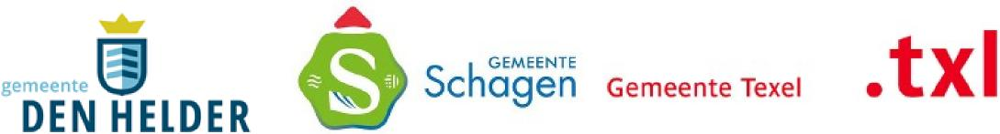 gemeente
DEN HELDER
S
GEMEENTE
Schagen
Gemeente Texel
.txl